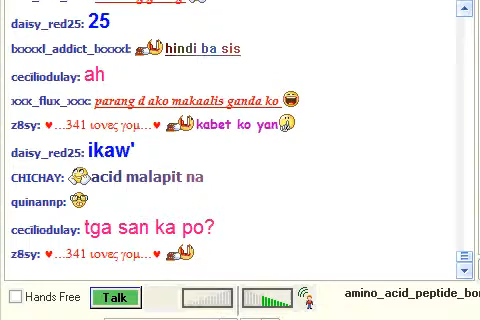 daisy_red25: 25
lxxxxl_addict_lxxxxl: hindi ba sis
ceciliodulay: ah
xxx_flux_xxx: parang d ako makaalis ganda ko
z8sy: ♥...341 ιονες γομ...♥ kabet ko yan
daisy_red25: ikaw'
CHICHAY: acid malapit na
quinannp:
ceciliodulay: tga san ka po?
z8sy: ♥...341 ιονες γομ...♥
Hands Free Talk amino_acid_peptide_bo